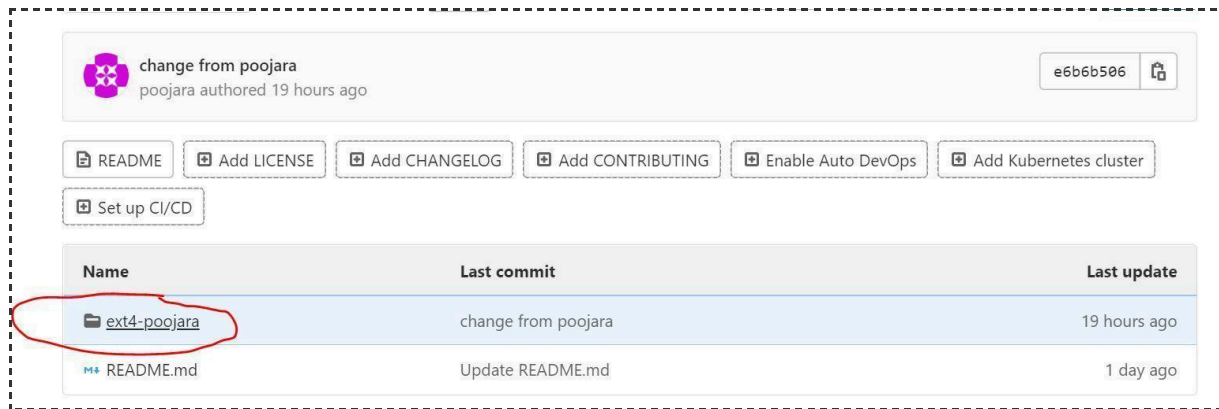 change from poojara
poojara authored 19 hours ago
e6b6b506
README Add LICENSE Add CHANGELOG Add CONTRIBUTING Enable Auto DevOps Add Kubernetes cluster
Set up CI/CD
Name Last commit Last update
ext4-poojara change from poojara 19 hours ago
M↓ README.md Update README.md 1 day ago